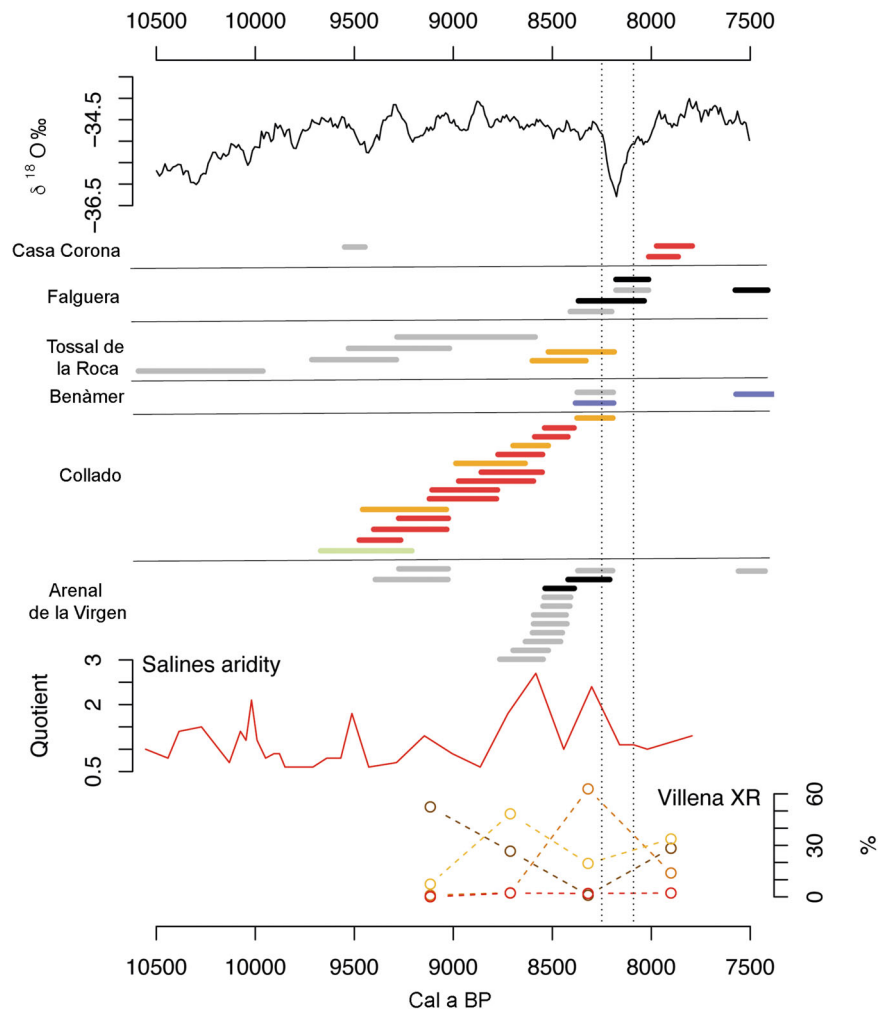 10500 10000 9500 9000 8500 8000 7500
-34.5
-36.5
δ 18 O‰
Casa Corona
Falguera
Tossal de
la Roca
Benàmer
Collado
Arenal
de la Virgen
Salines aridity
3
2
0.5
Quotient
Villena XR
60
30
0
%
10500 10000 9500 9000 8500 8000 7500
Cal a BP